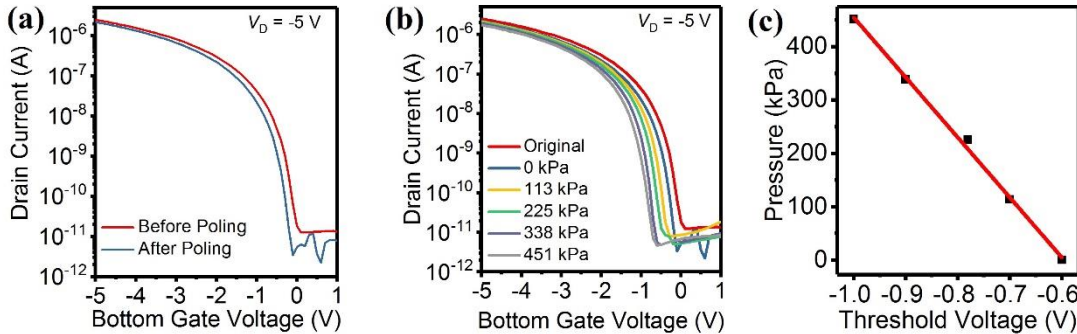 (a)
V_D = -5 V
10^-6
10^-7
10^-8
10^-9
10^-10
10^-11
10^-12
Drain Current (A)
Before Poling
After Poling
-5 -4 -3 -2 -1 0 1
Bottom Gate Voltage (V)
(b)
V_D = -5 V
10^-6
10^-7
10^-8
10^-9
10^-10
10^-11
10^-12
Drain Current (A)
Original
0 kPa
113 kPa
225 kPa
338 kPa
451 kPa
-5 -4 -3 -2 -1 0 1
Bottom Gate Voltage (V)
(c)
400
300
200
100
0
Pressure (kPa)
-1.0 -0.9 -0.8 -0.7 -0.6
Threshold Voltage (V)